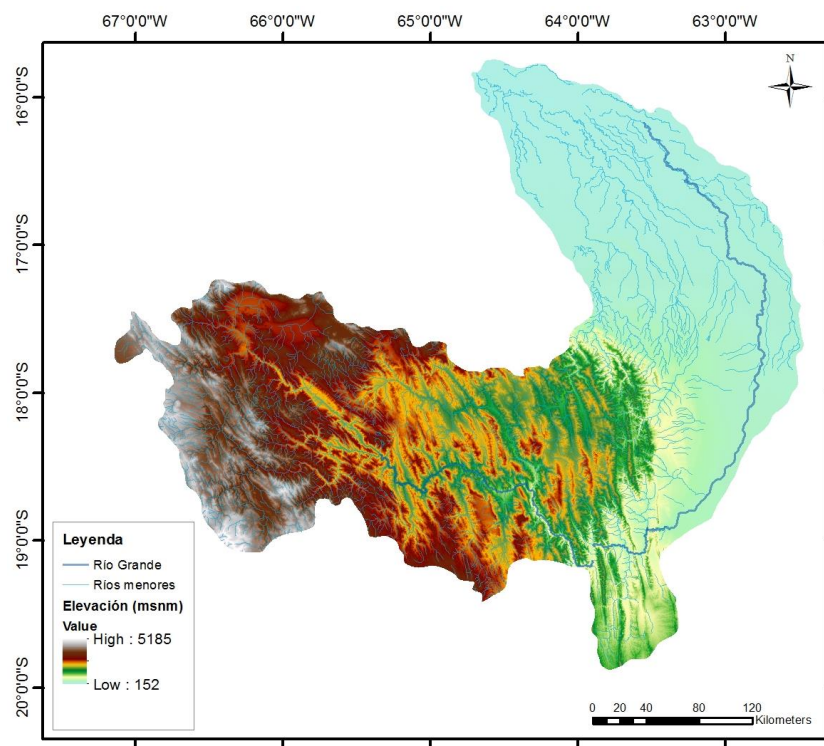 67°0'0"W 66°0'0"W 65°0'0"W 64°0'0"W 63°0'0"W
N
16°0'0"S
17°0'0"S
18°0'0"S
19°0'0"S
20°0'0"S
Leyenda
Río Grande
Ríos menores
Elevación (msnm)
Value
High : 5185
Low : 152
0 20 40 80 120
Kilometers